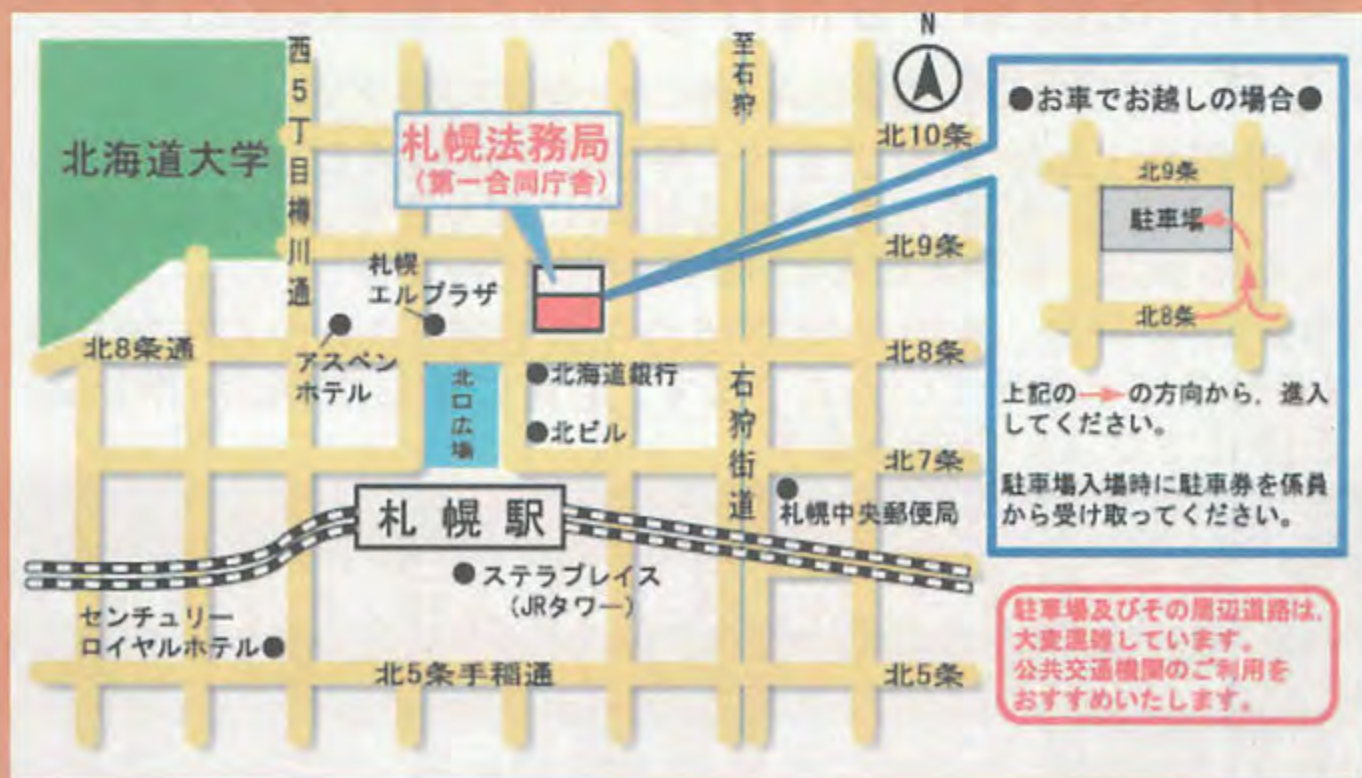 N
西5丁目樽川通
至石狩
北海道大学
札幌法務局
(第一合同庁舎)
北10条
北9条
札幌
エルプラザ
アスペン
ホテル
北8条通
北8条
北口広場
●北海道銀行
●北ビル
石狩街道
北7条
札幌中央郵便局
札幌駅
ステラプレイス
(JRタワー)
センチュリー
ロイヤルホテル●
北5条手稲通
北5条
●お車でお越しの場合●
北9条
駐車場
北8条
上記の→の方向から,進入
してください。
駐車場入場時に駐車券を係員
から受け取ってください。
駐車場及びその周辺道路は,
大変混雑しています。
公共交通機関のご利用を
おすすめいたします。